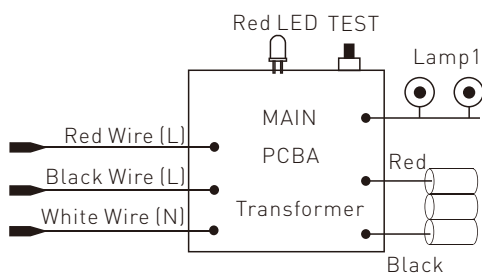 Red LED TEST
Lamp1
MAIN
PCBA
Transformer
Red Wire (L)
Black Wire (L)
White Wire (N)
Red
Black